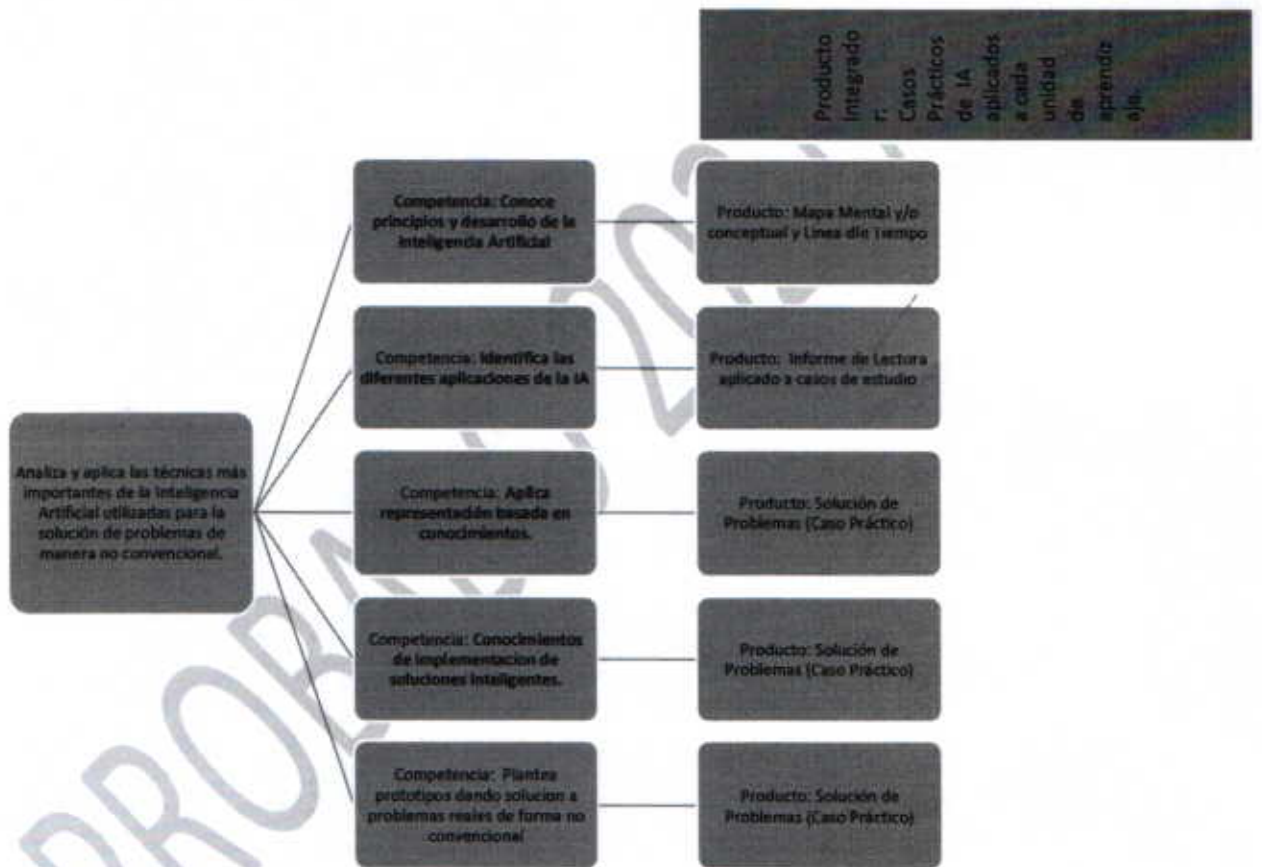 Producto
Integrado
r:
Casos
Prácticos
de IA
aplicados
a cada
unidad
de
aprendiz
aje.
Competencia: Conoce
principios y desarrollo de la
Inteligencia Artificial
Producto: Mapa Mental y/o
conceptual y Linea de Tiempo
Competencia: Identifica las
diferentes aplicaciones de la IA
Producto: Informe de Lectura
aplicado a casos de estudio
Analiza y aplica las técnicas más
importantes de la Inteligencia
Artificial utilizadas para la
solución de problemas de
manera no convencional.
Competencia: Aplica
representación basada en
conocimientos.
Producto: Solución de
Problemas (Caso Práctico)
Competencia: Conocimientos
de implementacion de
soluciones inteligentes.
Producto: Solución de
Problemas (Caso Práctico)
Competencia: Plantea
prototipos dando solucion a
problemas reales de forma no
convencional
Producto: Solución de
Problemas (Caso Práctico)